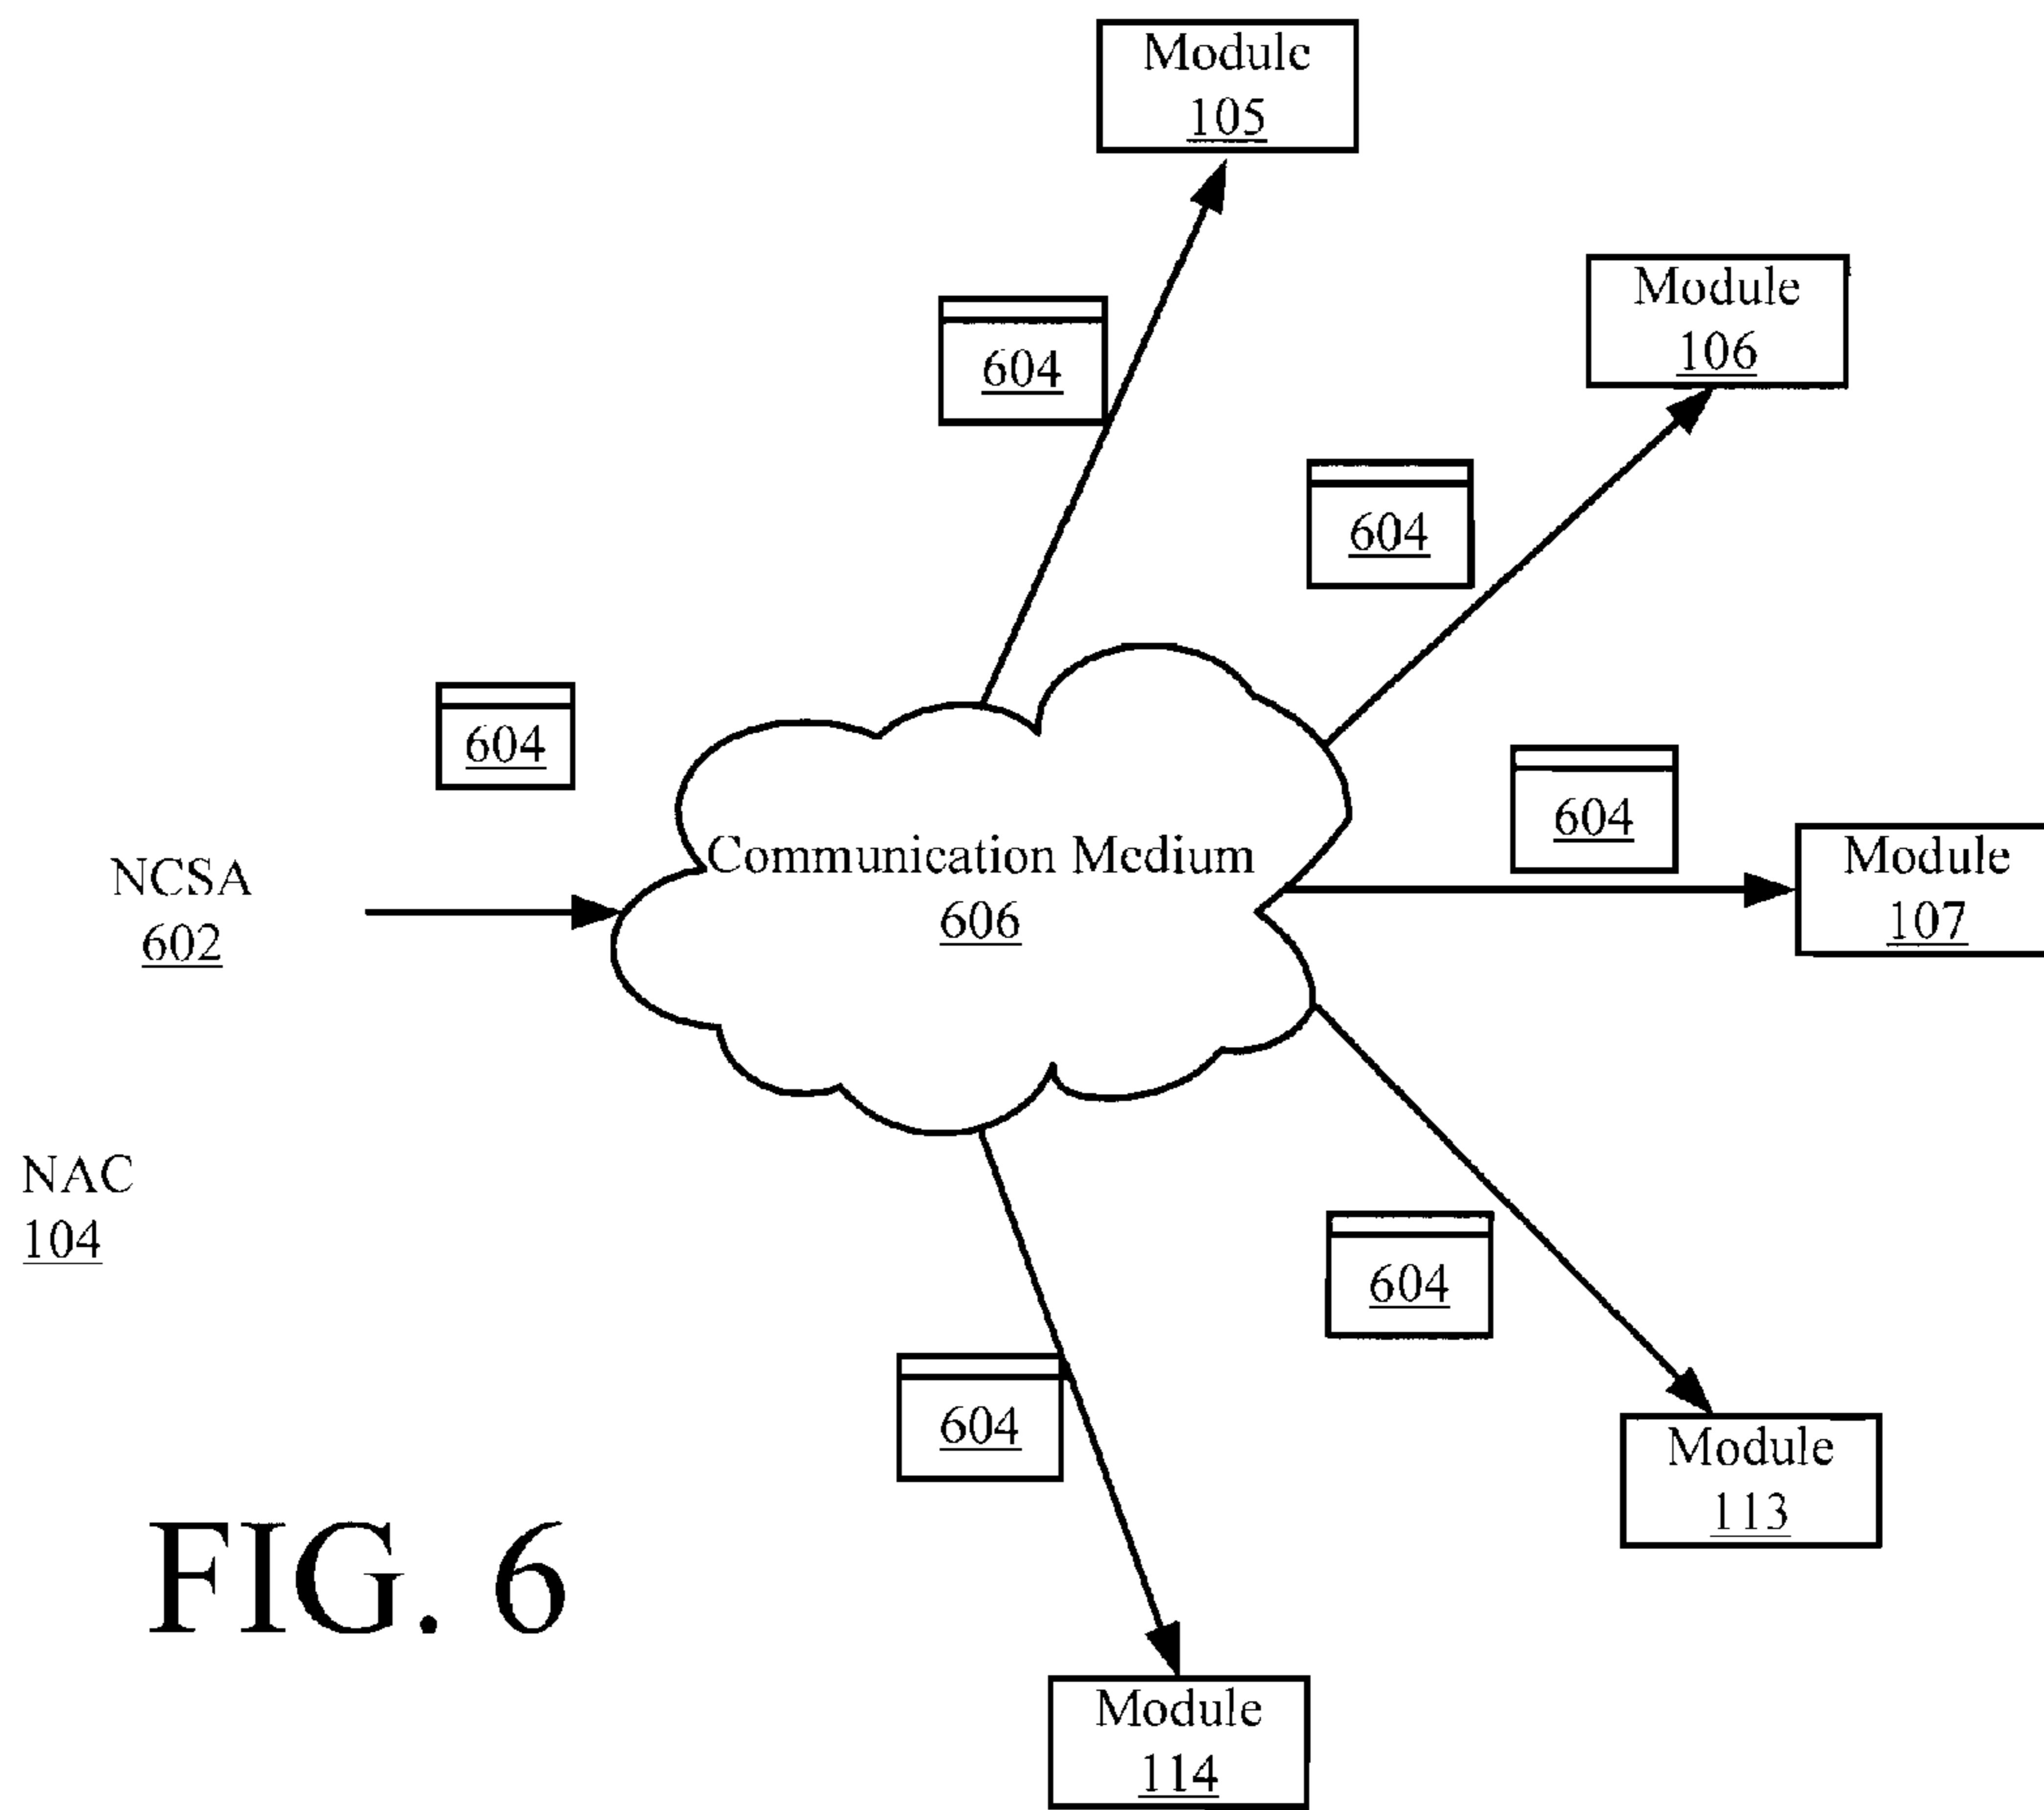 Module
105
Module
106
604
604
604
604
Communication Medium
606
NCSA
602
Module
107
NAC
104
604
604
Module
113
Module
114
FIG. 6